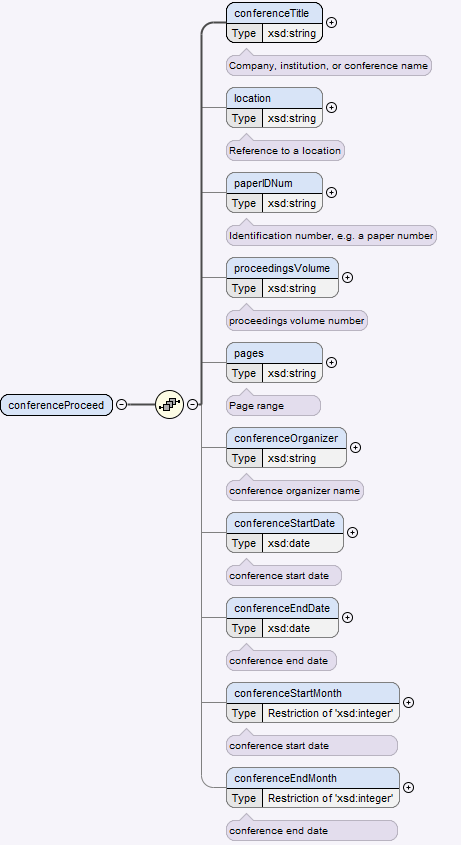 conferenceTitle
Type xsd:string
Company, institution, or conference name
location
Type xsd:string
Reference to a location
paperIDNum
Type xsd:string
Identification number, e.g. a paper number
proceedingsVolume
Type xsd:string
proceedings volume number
pages
Type xsd:string
Page range
conferenceProceed
conferenceOrganizer
Type xsd:string
conference organizer name
conferenceStartDate
Type xsd:date
conference start date
conferenceEndDate
Type xsd:date
conference end date
conferenceStartMonth
Type Restriction of 'xsd:integer'
conference start date
conferenceEndMonth
Type Restriction of 'xsd:integer'
conference end date